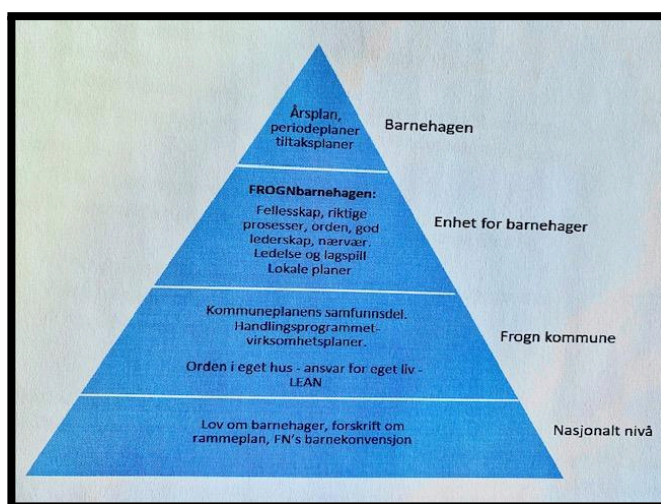 Årsplan,
periodeplaner
tiltaksplaner
Barnehagen
FROGNbarnehagen:
Fellesskap, riktige
prosesser, orden, god
lederskap, nærvær.
Ledelse og lagspill
Lokale planer
Enhet for barnehager
Kommuneplanens samfunnsdel.
Handlingsprogrammet-
virksomhetsplaner.
Orden i eget hus - ansvar for eget liv -
LEAN
Frogn kommune
Lov om barnehager, forskrift om
rammeplan, FN's barnekonvensjon
Nasjonalt nivå